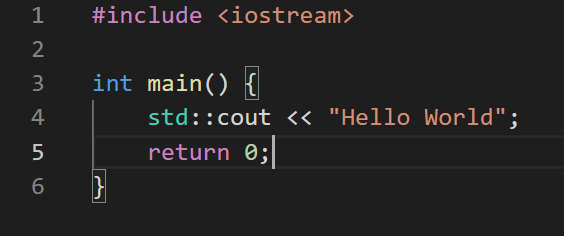 1 #include <iostream>
2
3 int main() {
4     std::cout << "Hello World";
5     return 0;
6 }